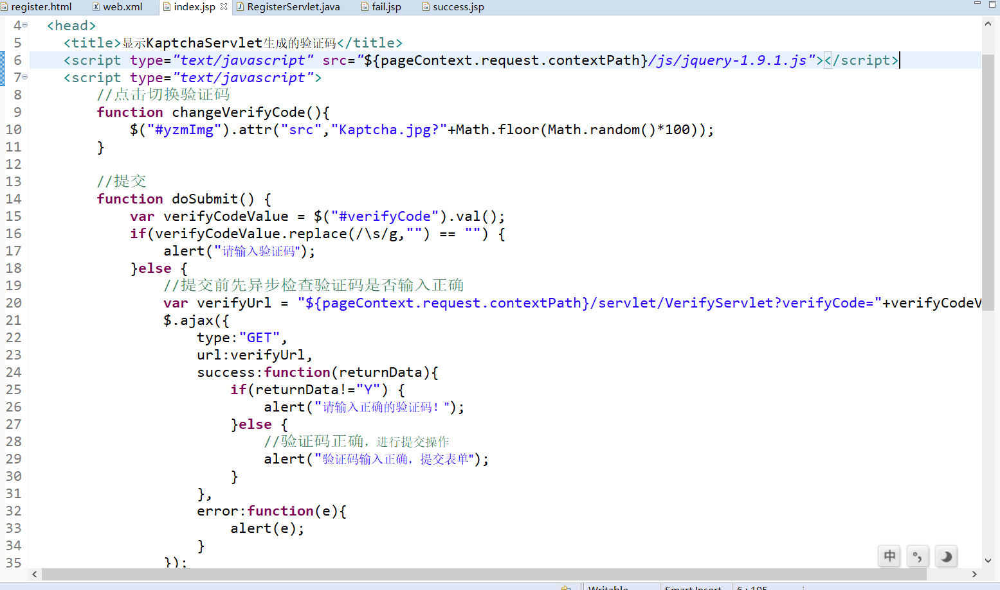 register.html web.xml index.jsp RegisterServlet.java fail.jsp success.jsp
4 <head>
5 <title>显示KaptchaServlet生成的验证码</title>
6 <script type="text/javascript" src="${pageContext.request.contextPath}/js/jquery-1.9.1.js"></script>
7 <script type="text/javascript">
8 //点击切换验证码
9 function changeVerifyCode(){
10 $("#yzmImg").attr("src","Kaptcha.jpg?"+Math.floor(Math.random()*100));
11 }
12
13 //提交
14 function doSubmit() {
15 var verifyCodeValue = $("#verifyCode").val();
16 if(verifyCodeValue.replace(/\s/g,"") == "") {
17 alert("请输入验证码");
18 }else {
19 //提交前先异步检查验证码是否输入正确
20 var verifyUrl = "${pageContext.request.contextPath}/servlet/VerifyServlet?verifyCode="+verifyCodeV
21 $.ajax({
22 type:"GET",
23 url:verifyUrl,
24 success:function(returnData){
25 if(returnData!="Y") {
26 alert("请输入正确的验证码！");
27 }else {
28 //验证码正确，进行提交操作
29 alert("验证码输入正确，提交表单");
30 }
31 },
32 error:function(e){
33 alert(e);
34 }
35 });
中
Writable Smart Insert 6 : 105